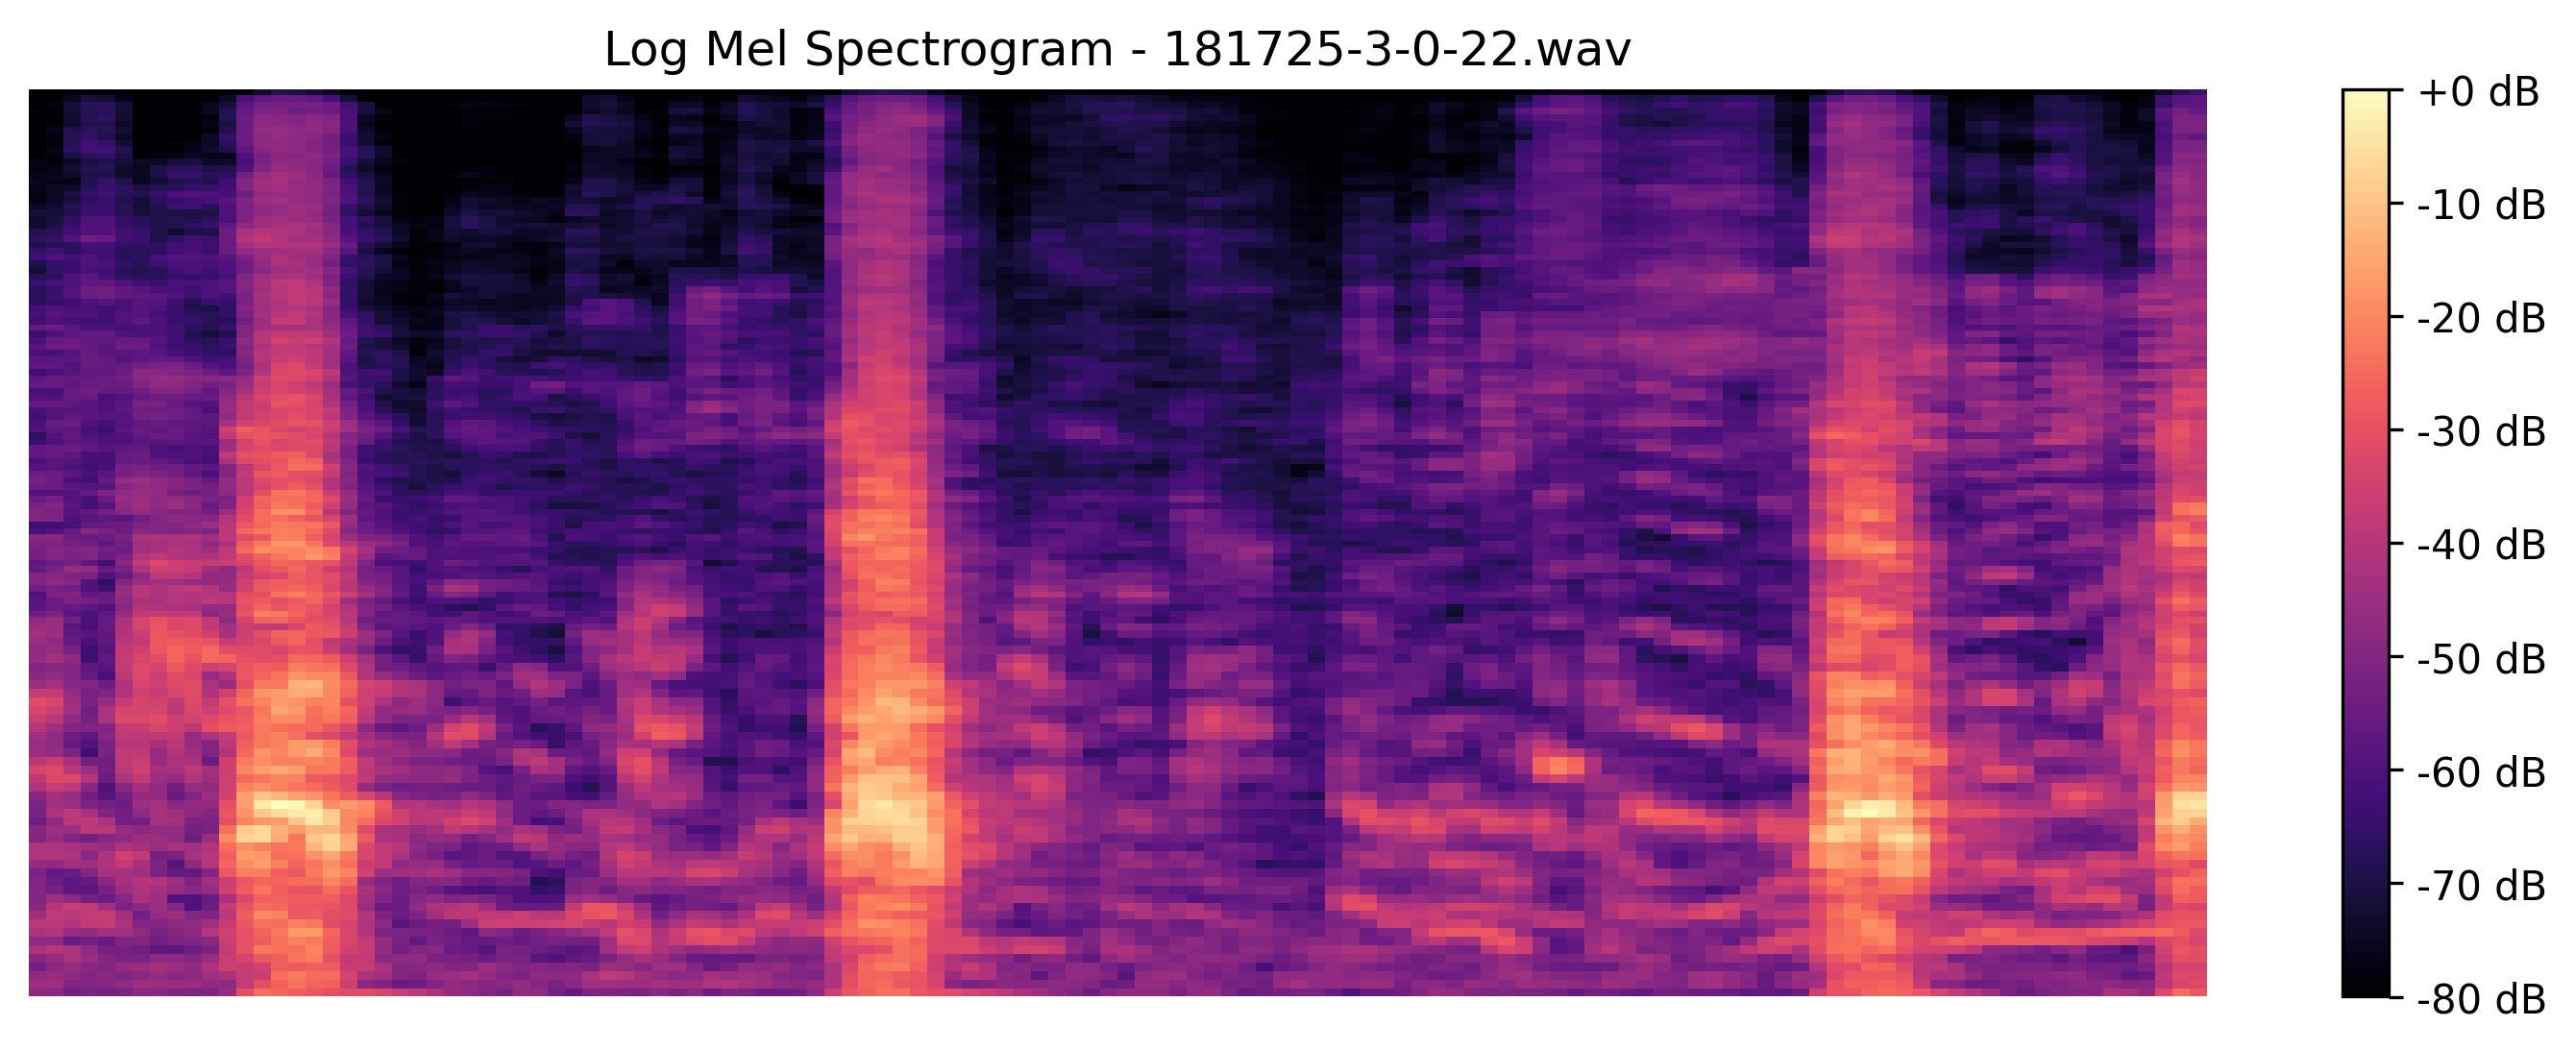 Log Mel Spectrogram - 181725-3-0-22.wav
+0 dB
-10 dB
-20 dB
-30 dB
-40 dB
-50 dB
-60 dB
-70 dB
-80 dB